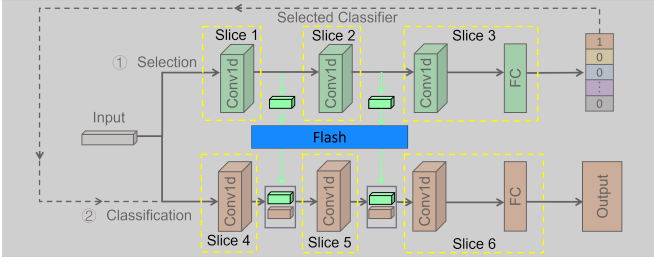 Selected Classifier
Slice 1
Slice 2
Slice 3
① Selection
Conv1d
Conv1d
Conv1d
FC
1
0
0
⋮
0
Input
Flash
② Classification
Conv1d
Conv1d
Conv1d
FC
Output
Slice 4
Slice 5
Slice 6